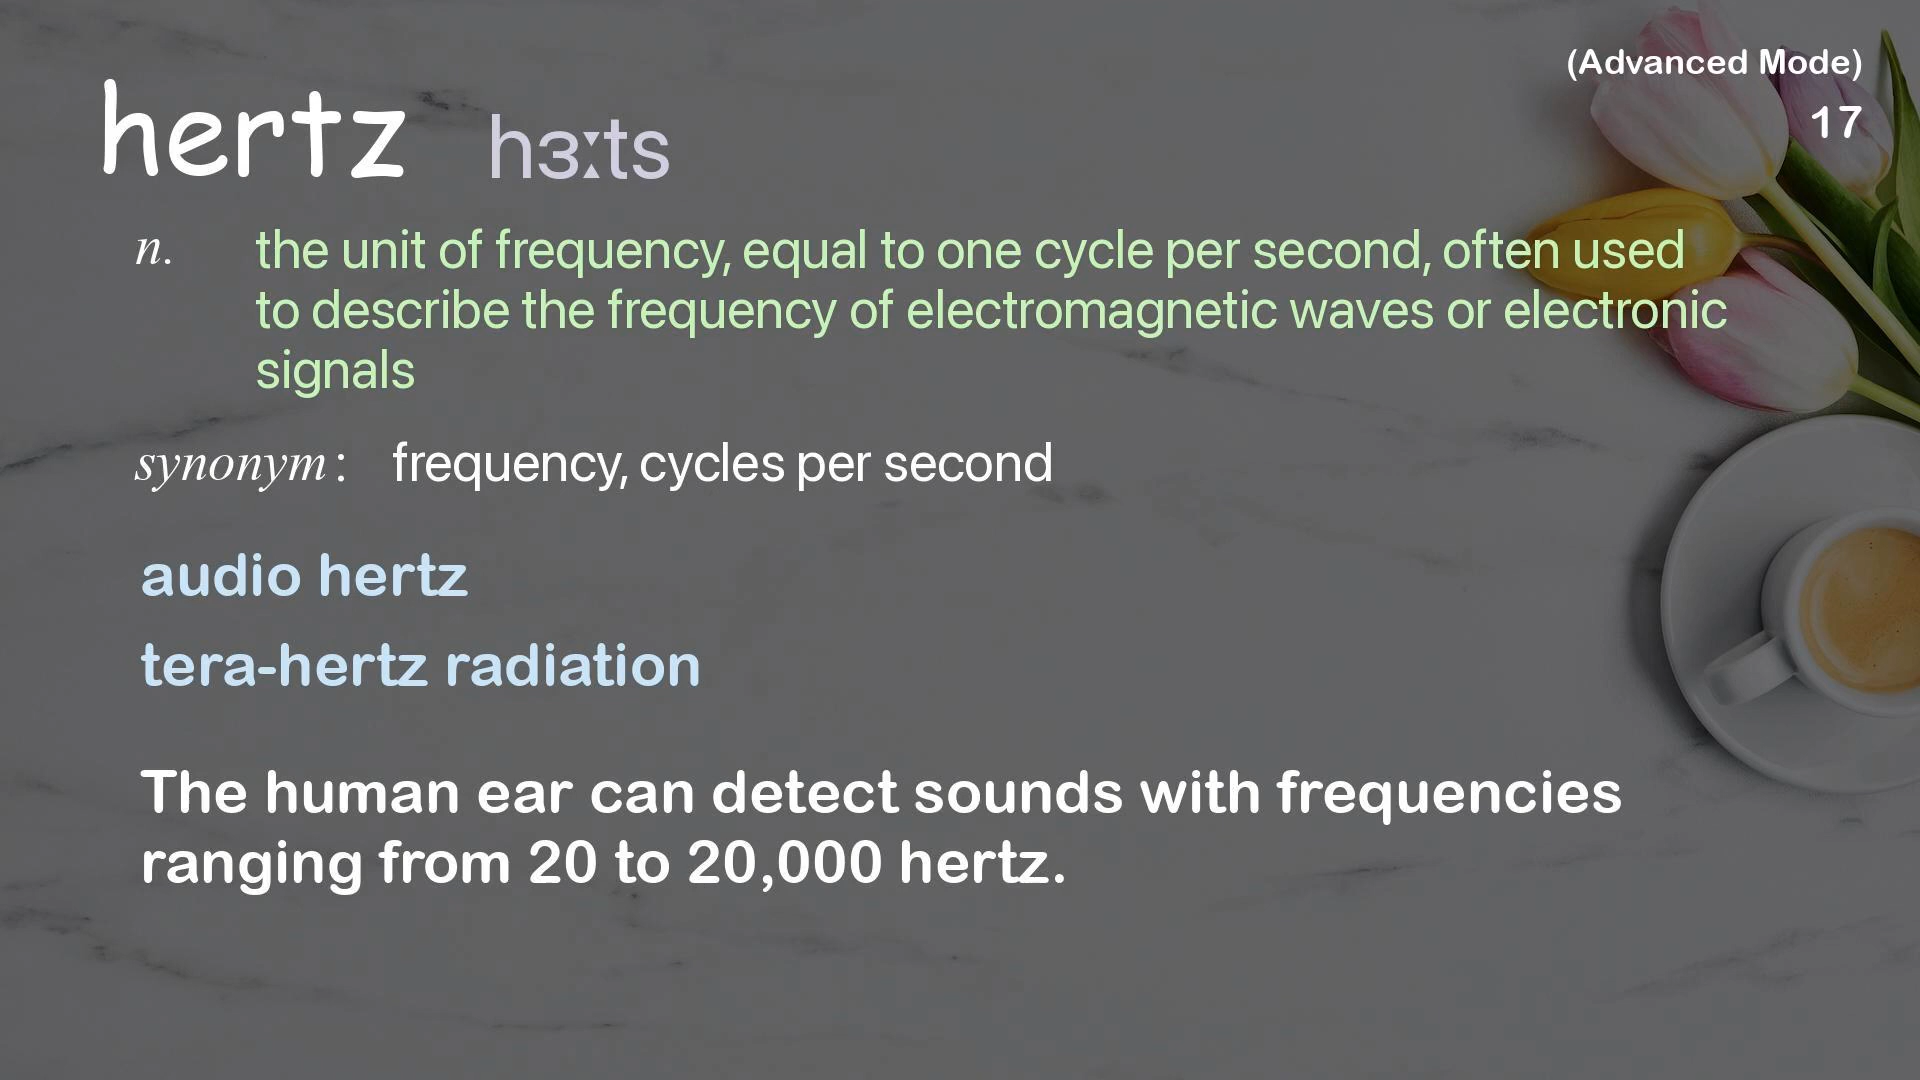 (Advanced Mode)
17
hertz hɜːts
n. the unit of frequency, equal to one cycle per second, often used
to describe the frequency of electromagnetic waves or electronic
signals
synonym: frequency, cycles per second
audio hertz
tera-hertz radiation
The human ear can detect sounds with frequencies
ranging from 20 to 20,000 hertz.